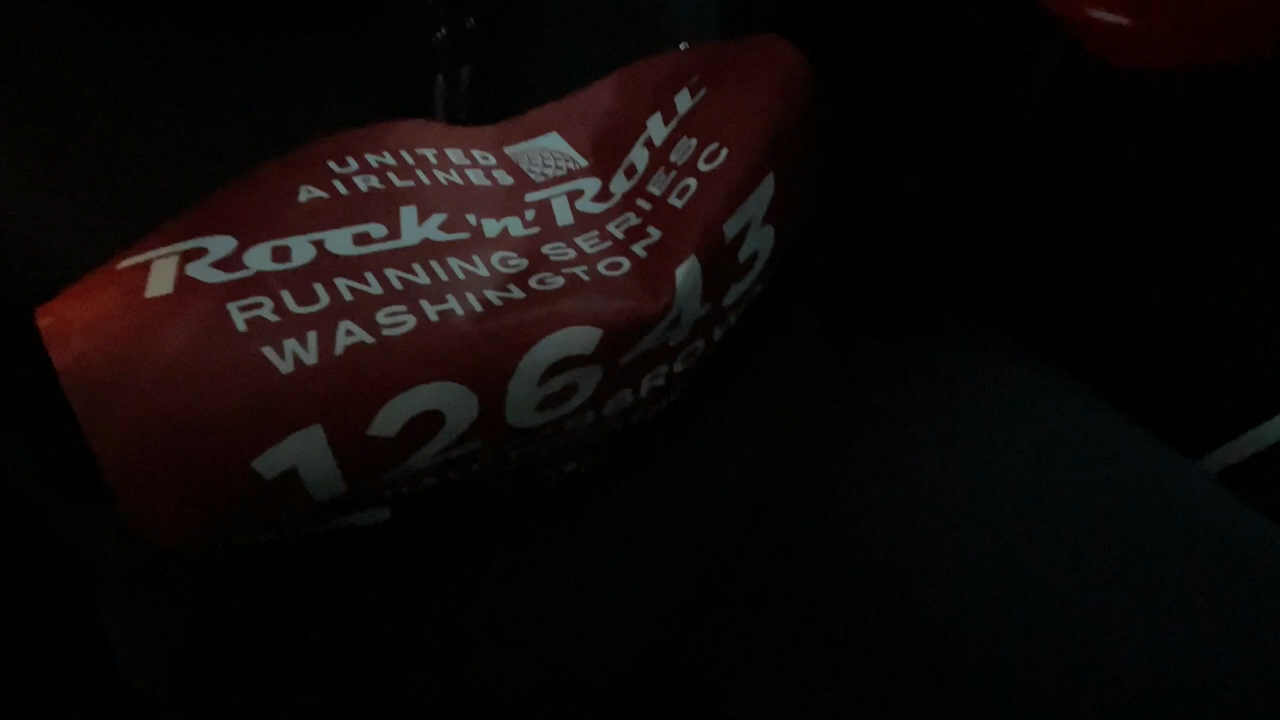 UNITED
AIRLINES
Rock 'n' Roll
RUNNING SERIES
WASHINGTON DC
12643